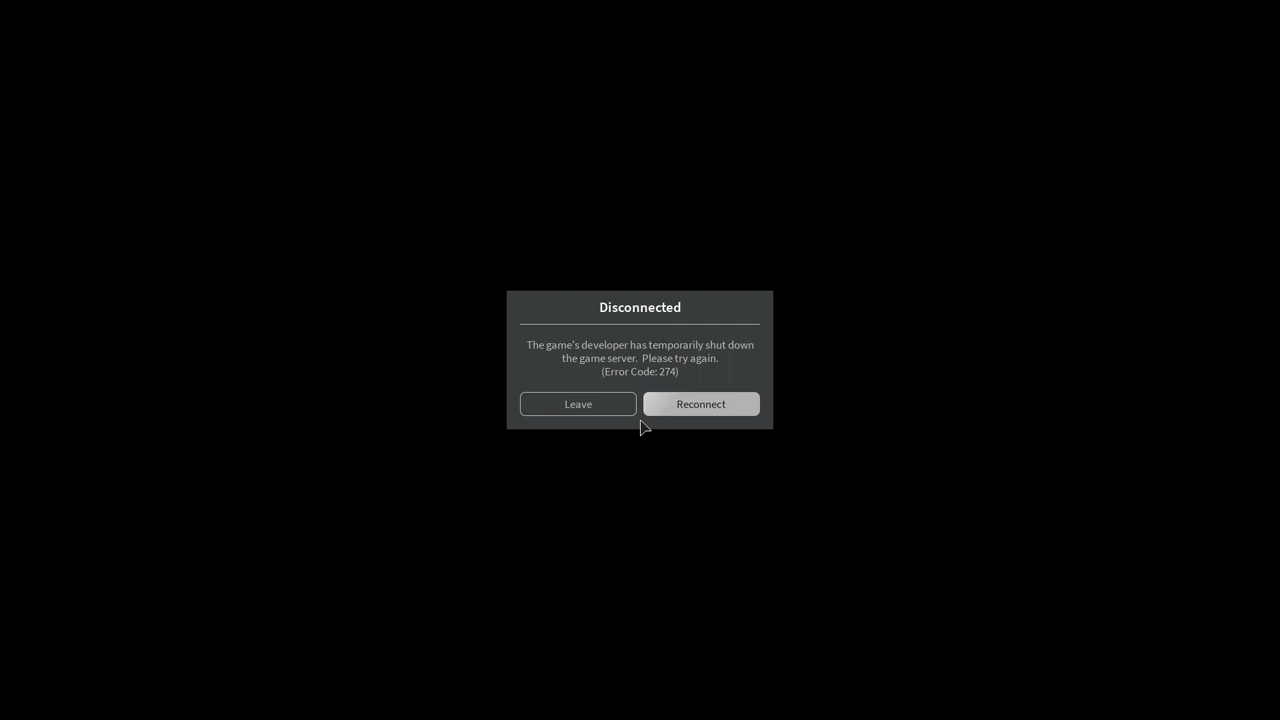 Disconnected
The game's developer has temporarily shut down
the game server.  Please try again.
(Error Code: 274)
Leave
Reconnect